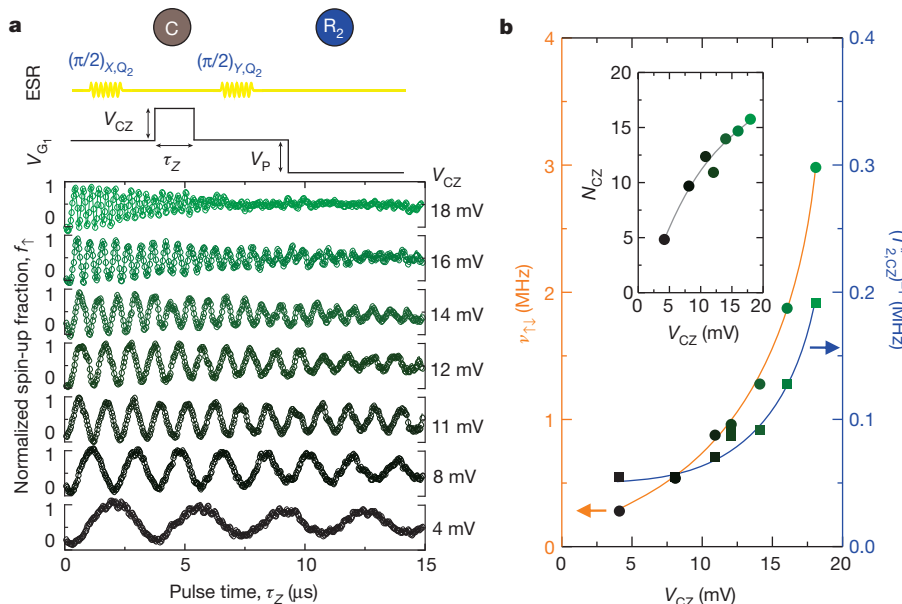 a
C
R2
(π/2)X,Q2
(π/2)Y,Q2
ESR
VCZ
τZ
VG1
VP
VCZ
Normalized spin-up fraction, f↑
1
0
18 mV
1
0
16 mV
1
0
14 mV
1
0
12 mV
1
0
11 mV
1
0
8 mV
1
0
4 mV
0
5
10
15
Pulse time, τZ (μs)
b
4
3
2
1
0
ν↑↓ (MHz)
0.4
0.3
0.2
0.1
0.0
(T*2,CZ)−1 (MHz)
20
15
10
5
0
NCZ
0
5
10
15
20
VCZ (mV)
0
5
10
15
20
VCZ (mV)